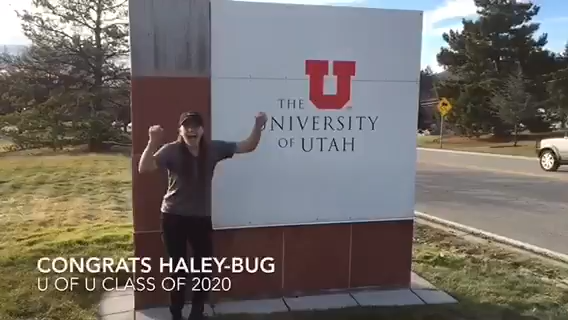 U
THE
UNIVERSITY
OF UTAH
CONGRATS HALEY-BUG
U OF U CLASS OF 2020